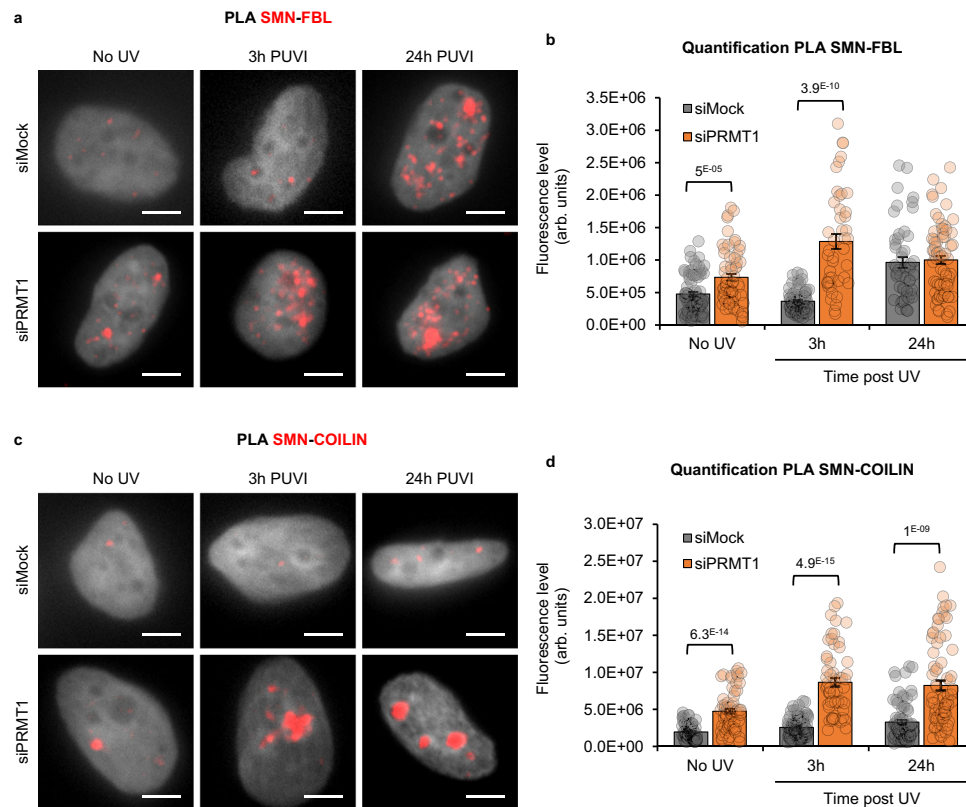 a
PLA SMN-FBL
No UV 3h PUVI 24h PUVI
siMock
siPRMT1
b
Quantification PLA SMN-FBL
Fluorescence level
(arb. units)
3.5E+06
3.0E+06
2.5E+06
2.0E+06
1.5E+06
1.0E+06
5.0E+05
0.0E+00
siMock
siPRMT1
5E-05
3.9E-10
No UV 3h 24h
Time post UV
c
PLA SMN-COILIN
No UV 3h PUVI 24h PUVI
siMock
siPRMT1
d
Quantification PLA SMN-COILIN
Fluorescence level
(arb. units)
3.0E+07
2.5E+07
2.0E+07
1.5E+07
1.0E+07
5.0E+06
0.0E+00
siMock
siPRMT1
6.3E-14
4.9E-15
1E-09
No UV 3h 24h
Time post UV